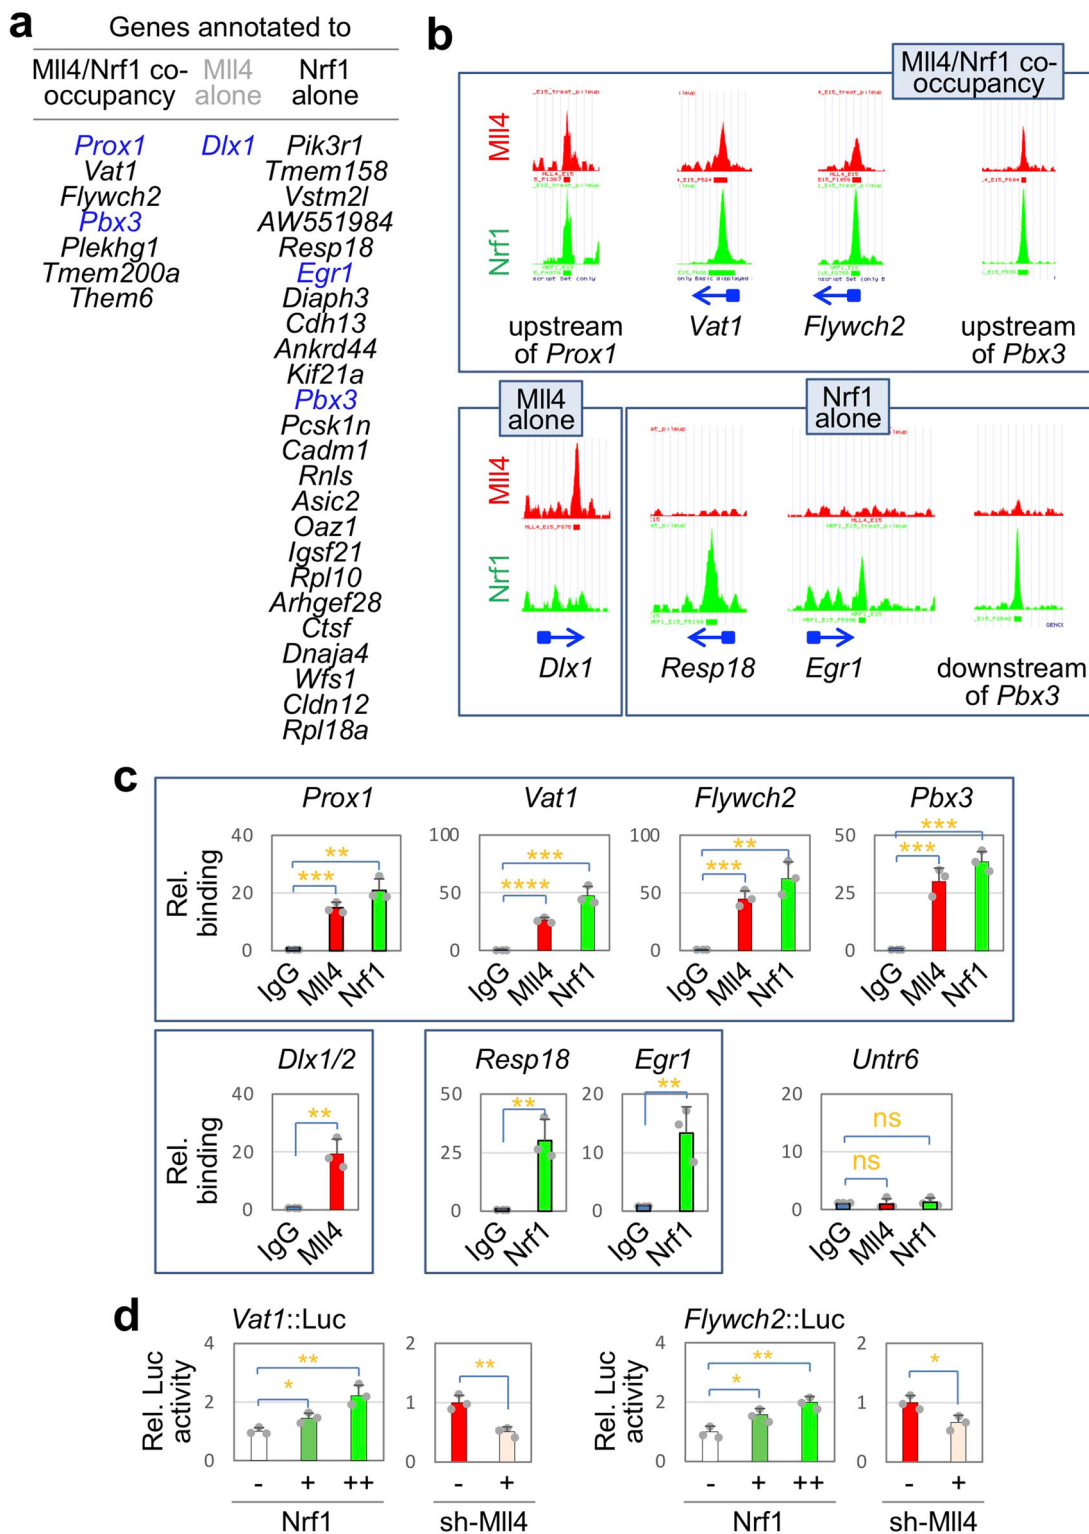 a
Genes annotated to
Mll4/Nrf1 co-occupancy
Mll4 alone
Nrf1 alone
Prox1
Vat1
Flywch2
Pbx3
Plekhg1
Tmem200a
Them6
Dlx1
Pik3r1
Tmem158
Vstm2l
AW551984
Resp18
Egr1
Diaph3
Cdh13
Ankrd44
Kif21a
Pbx3
Pcsk1n
Cadm1
Rnls
Asic2
Oaz1
Igsf21
Rpl10
Arhgef28
Ctsf
Dnaja4
Wfs1
Cldn12
Rpl18a
b
Mll4/Nrf1 co-
occupancy
Mll4
Nrf1
upstream
of Prox1
Vat1
Flywch2
upstream
of Pbx3
Mll4
alone
Nrf1
alone
Mll4
Nrf1
Dlx1
Resp18
Egr1
downstream
of Pbx3
c
Prox1
Vat1
Flywch2
Pbx3
Rel.
binding
40
20
0
** 
***
IgG
Mll4
Nrf1
100
50
0
***
****
IgG
Mll4
Nrf1
100
50
0
**
***
IgG
Mll4
Nrf1
50
25
0
***
***
IgG
Mll4
Nrf1
Dlx1/2
Resp18
Egr1
Untr6
Rel.
binding
40
20
0
**
IgG
Mll4
50
25
0
**
IgG
Nrf1
20
10
0
**
IgG
Nrf1
20
10
0
ns
ns
IgG
Mll4
Nrf1
d
Vat1::Luc
Flywch2::Luc
Rel. Luc
activity
4
2
0
**
*
- + ++
Nrf1
2
1
0
**
- +
sh-Mll4
Rel. Luc
activity
4
2
0
**
*
- + ++
Nrf1
2
1
0
*
- +
sh-Mll4